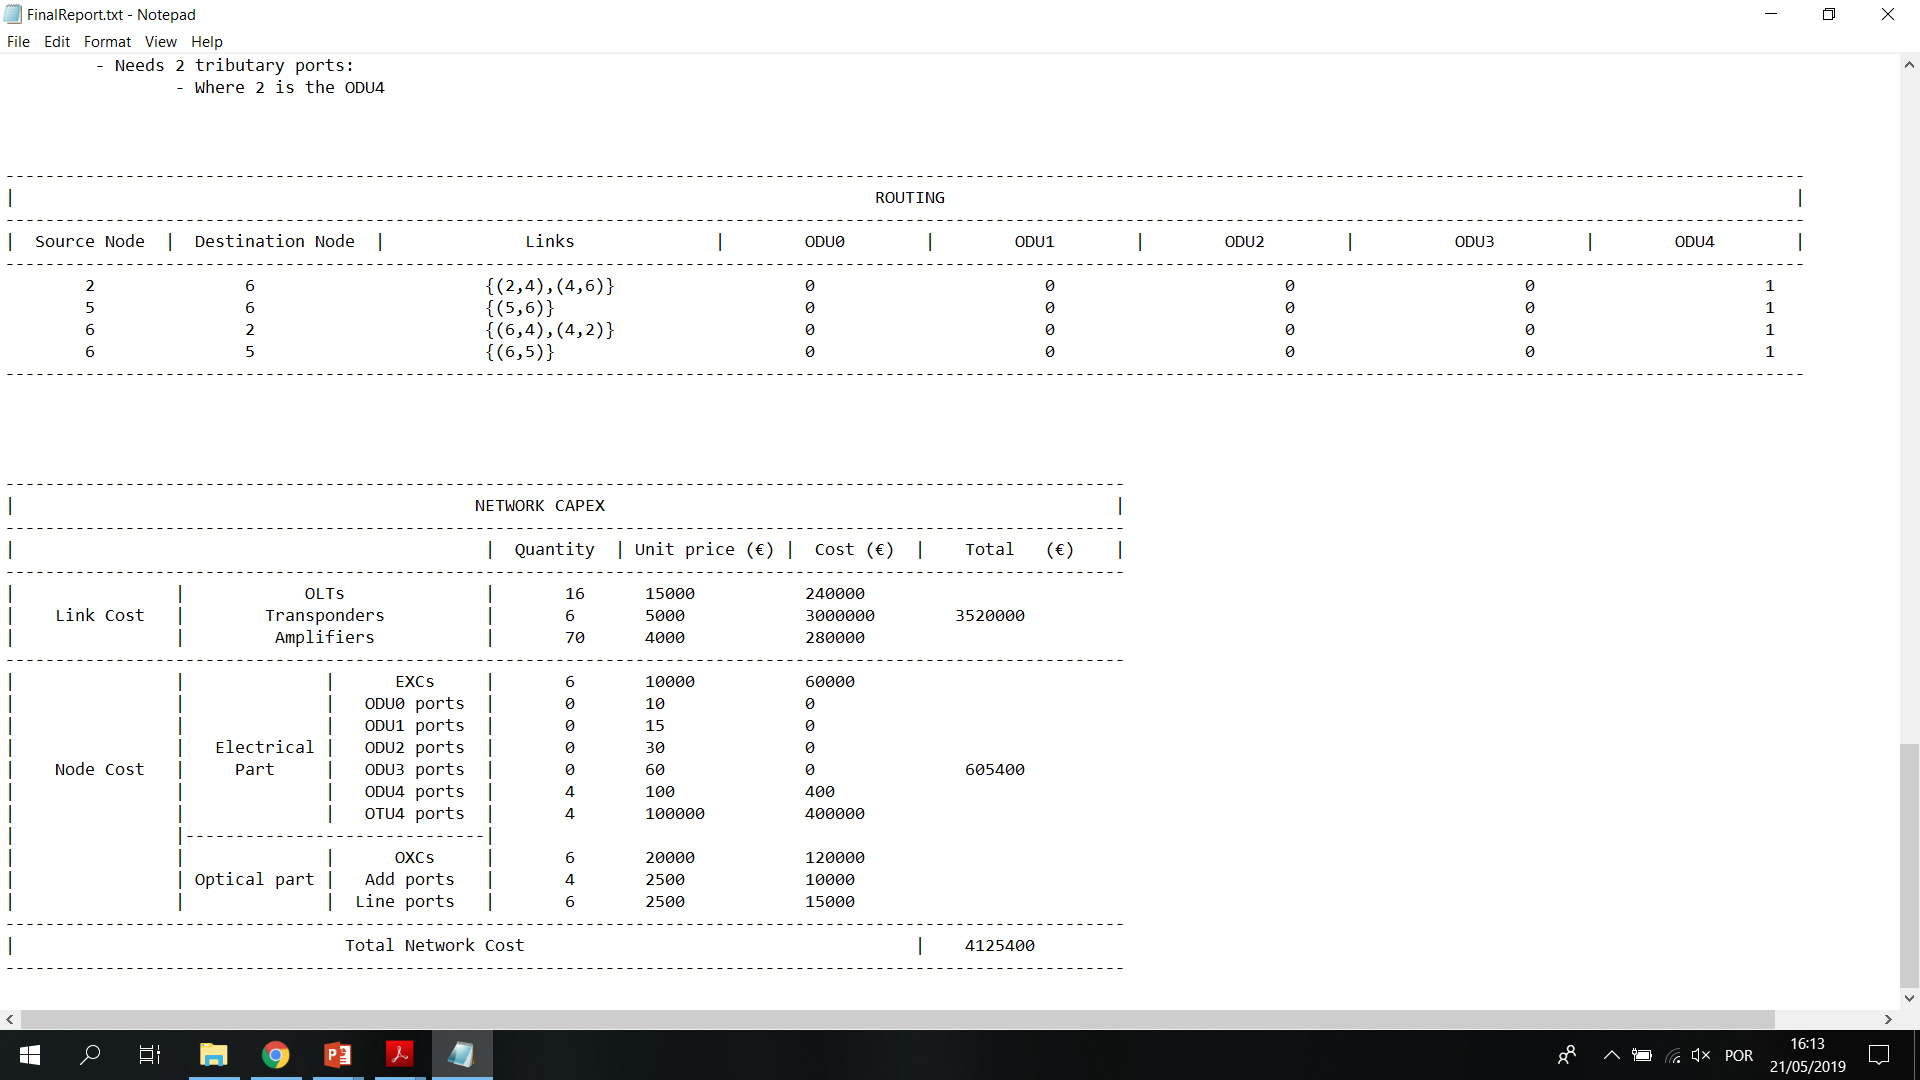 FinalReport.txt - Notepad
File Edit Format View Help
- Needs 2 tributary ports:
- Where 2 is the ODU4
ROUTING
| Source Node | Destination Node | Links | ODU0 | ODU1 | ODU2 | ODU3 | ODU4 |
2 6 {(2,4),(4,6)} 0 0 0 0 1
5 6 {(5,6)} 0 0 0 0 1
6 2 {(6,4),(4,2)} 0 0 0 0 1
6 5 {(6,5)} 0 0 0 0 1
NETWORK CAPEX
| | Quantity | Unit price (€) | Cost (€) | Total (€) |
| | OLTs | 16 15000 240000
| Link Cost | Transponders | 6 5000 3000000 3520000
| | Amplifiers | 70 4000 280000
| | | EXCs | 6 10000 60000
| | | ODU0 ports | 0 10 0
| | | ODU1 ports | 0 15 0
| | Electrical | ODU2 ports | 0 30 0
| Node Cost | Part | ODU3 ports | 0 60 0 605400
| | | ODU4 ports | 4 100 400
| | | OTU4 ports | 4 100000 400000
| | | OXCs | 6 20000 120000
| | Optical part | Add ports | 4 2500 10000
| | | Line ports | 6 2500 15000
| Total Network Cost | 4125400
POR
16:13
21/05/2019